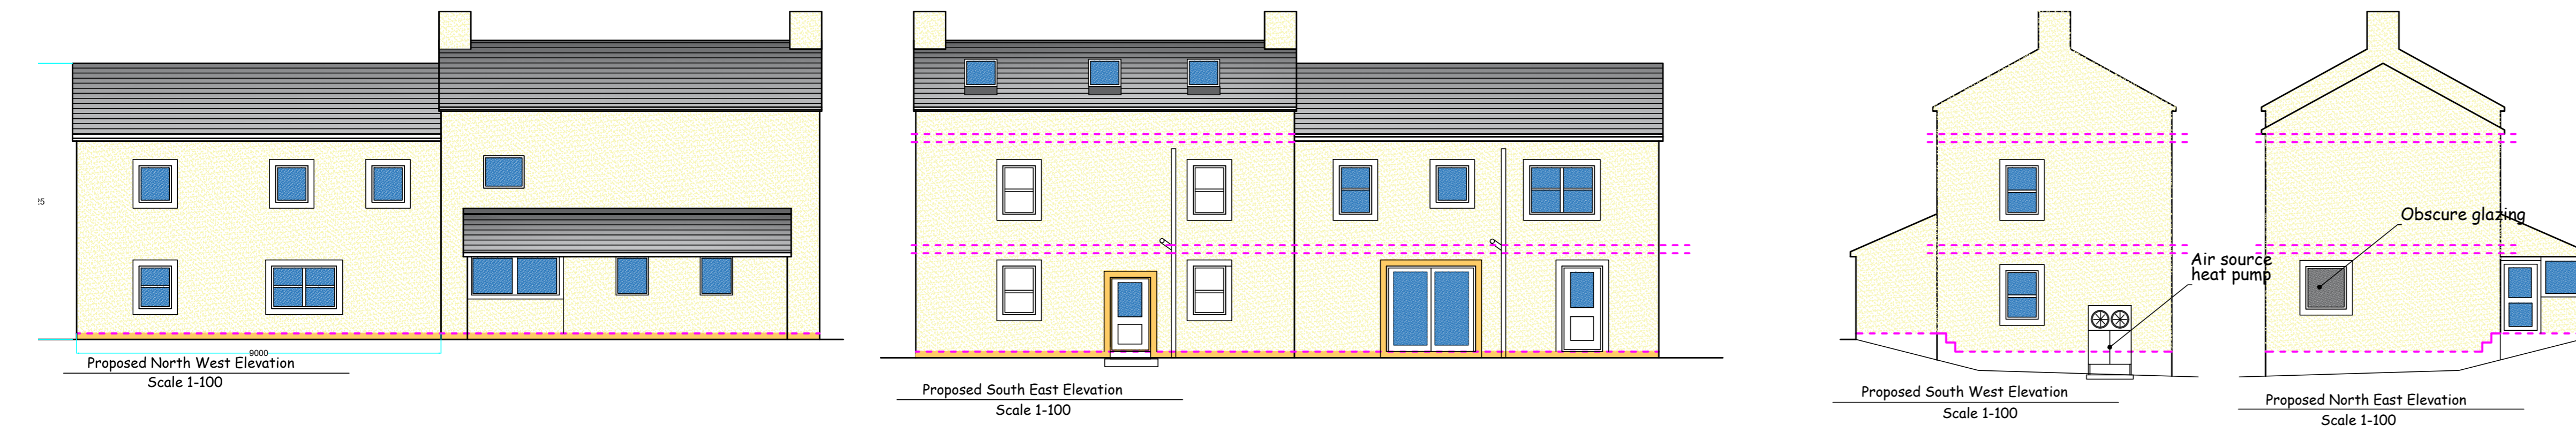 9000
Proposed North West Elevation
Scale 1-100
Proposed South East Elevation
Scale 1-100
Air source
heat pump
Proposed South West Elevation
Scale 1-100
Obscure glazing
Proposed North East Elevation
Scale 1-100